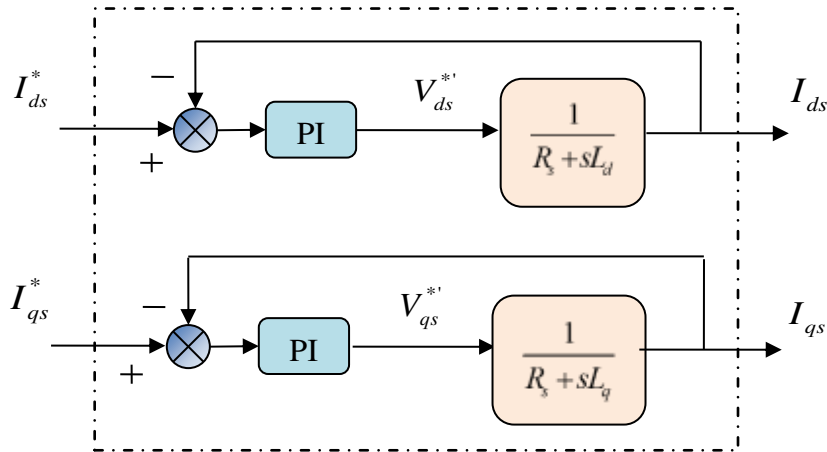 −
I*ds
V*'ds
Ids
PI
1
Rs + sLd
+
−
I*qs
V*'qs
Iqs
PI
1
Rs + sLq
+